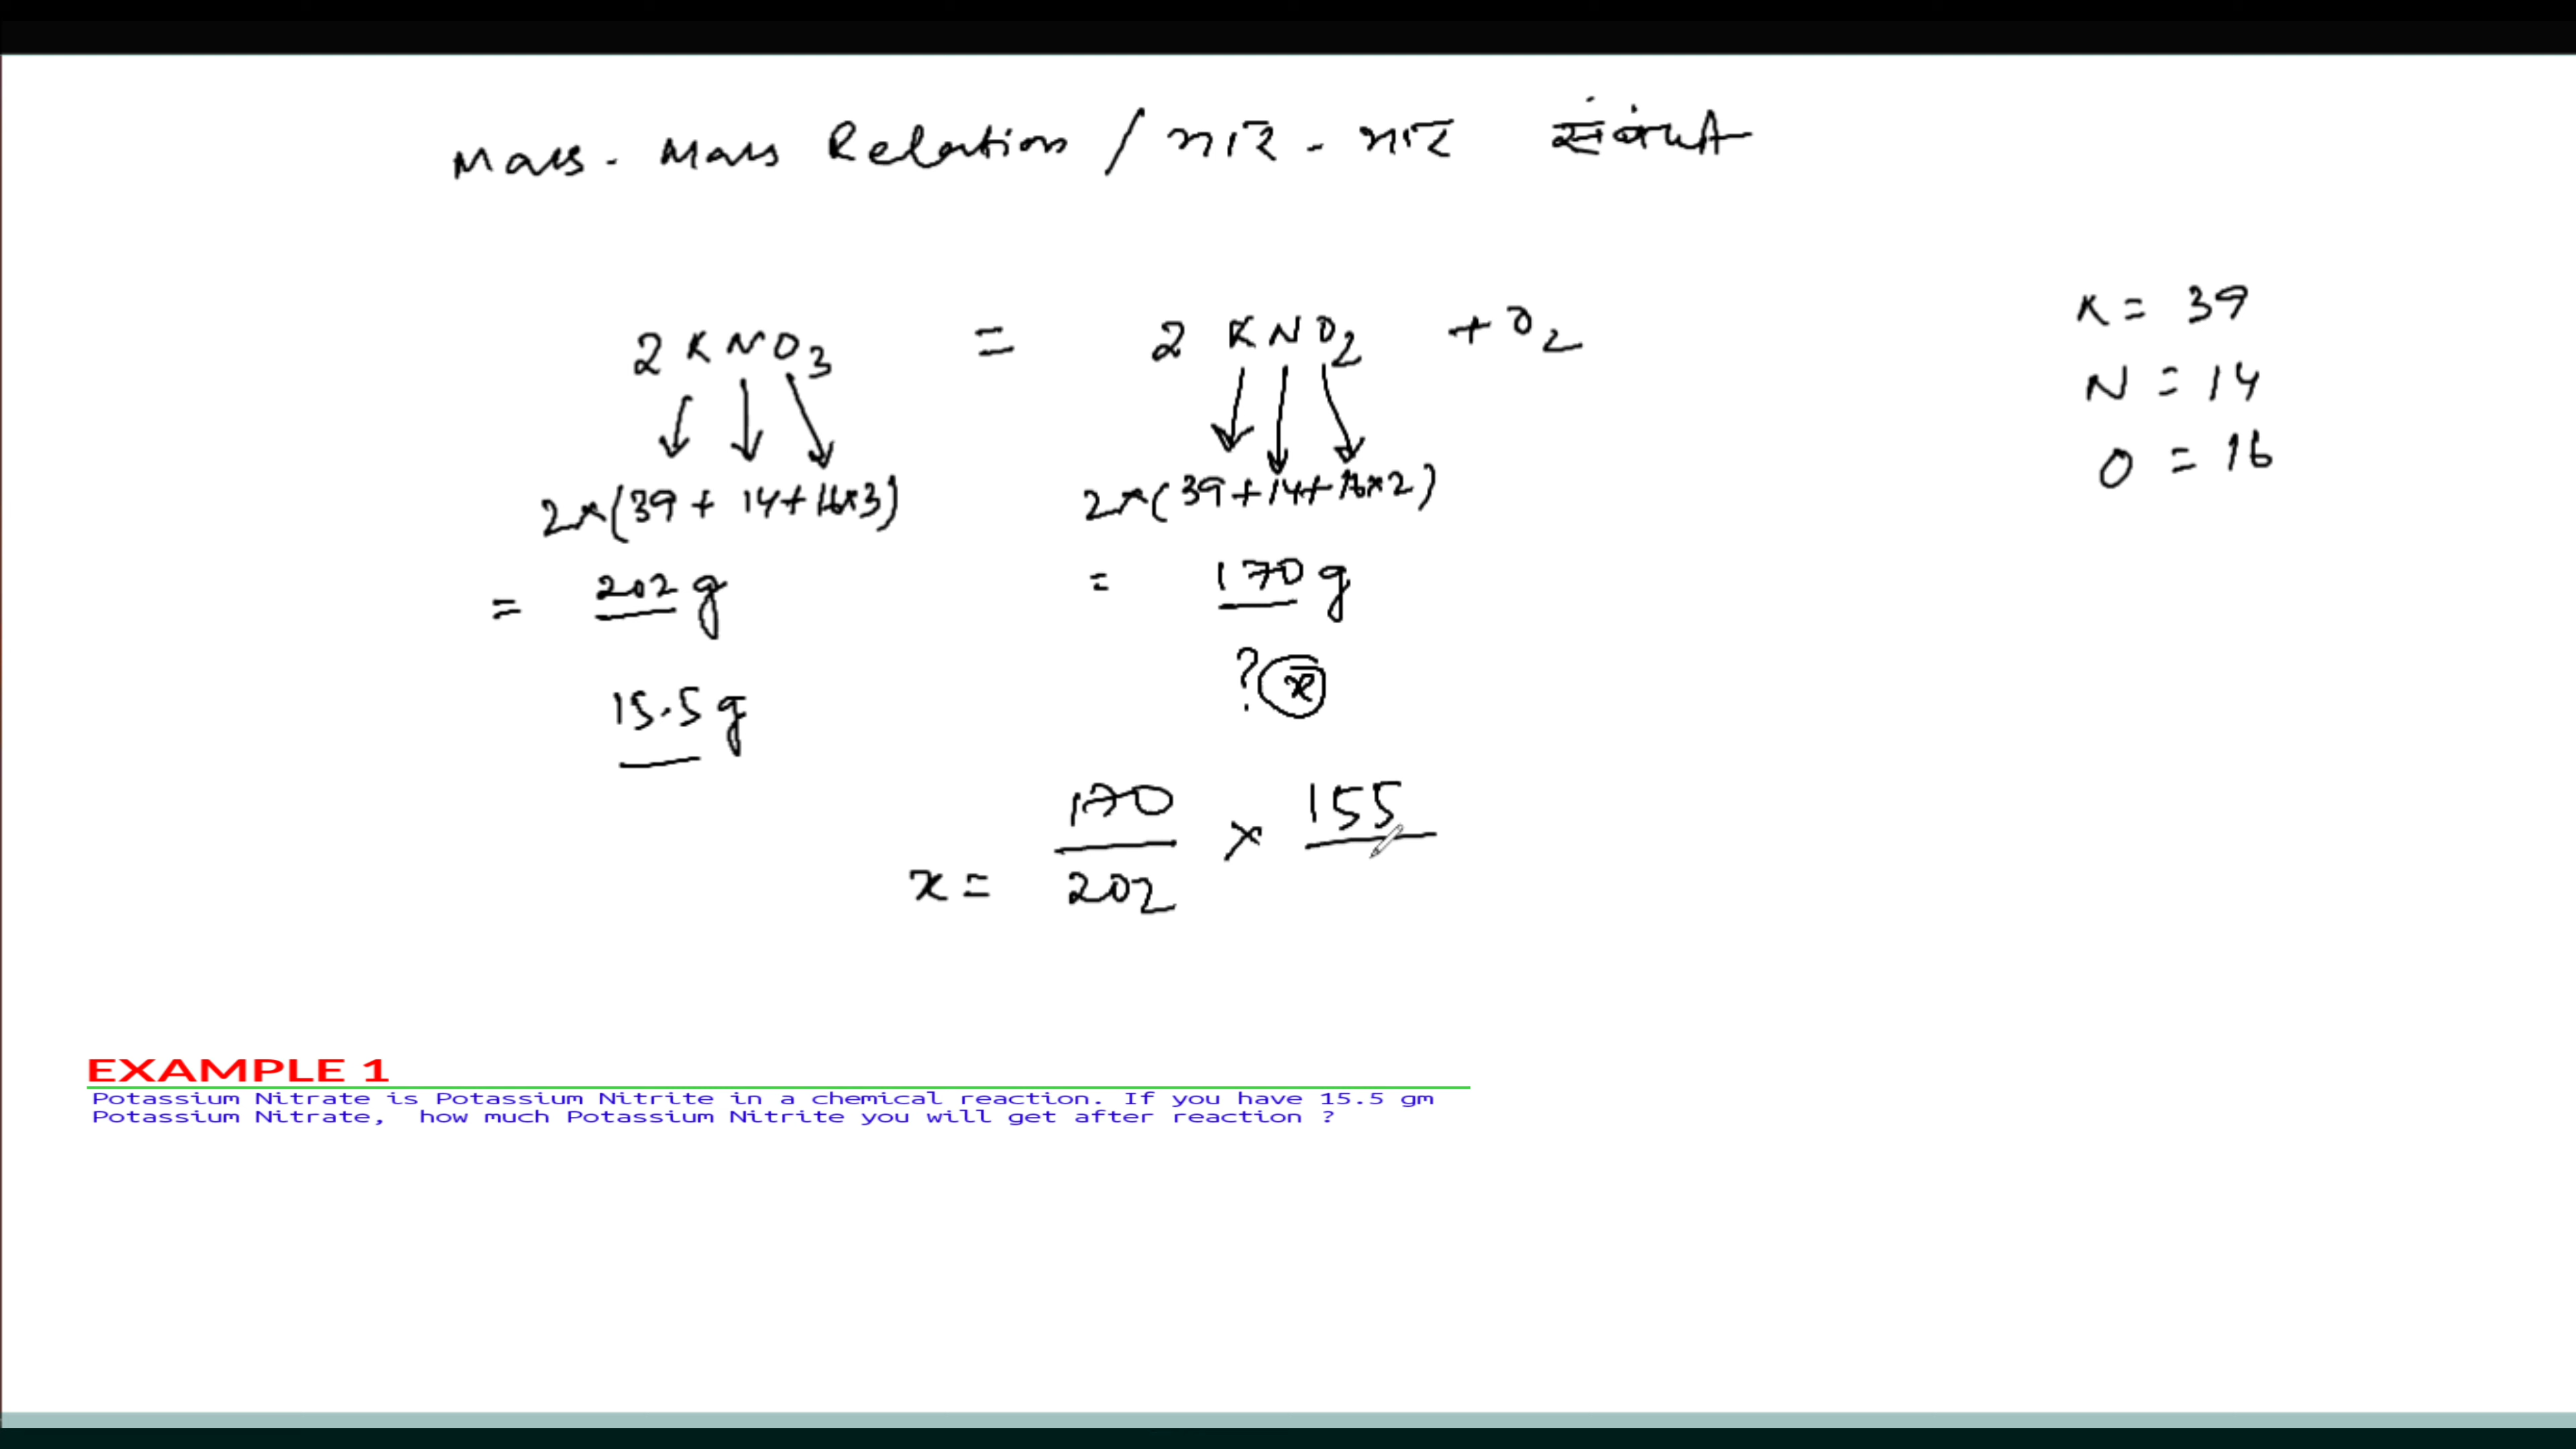 Mass - Mass Relation / भार - भार संबंध
2 KNO3 = 2 KNO2 + O2
K = 39
N = 14
O = 16
2×(39 + 14+16×3) 2×(39+14+16×2)
= 202 g = 170 g
15.5 g ? x
x = 170/202 × 155
EXAMPLE 1
Potassium Nitrate is Potassium Nitrite in a chemical reaction. If you have 15.5 gm
Potassium Nitrate, how much Potassium Nitrite you will get after reaction ?